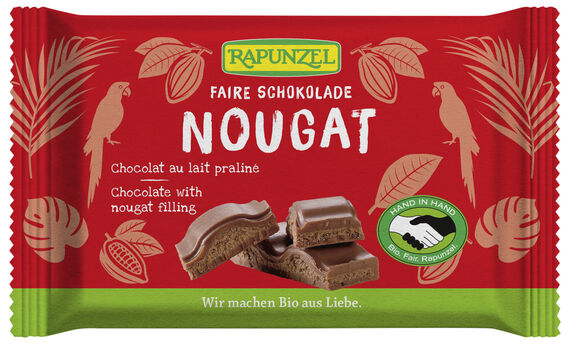 RAPUNZEL
FAIRE SCHOKOLADE
NOUGAT
Chocolat au lait praliné
Chocolate with
nougat filling
HAND IN HAND
Bio. Fair. Rapunzel.
Wir machen Bio aus Liebe.